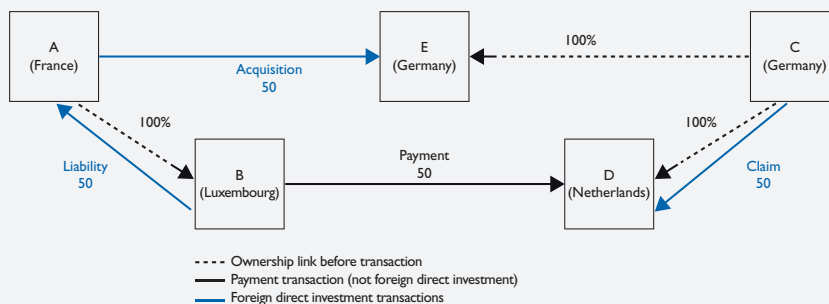 A
(France)
E
(Germany)
C
(Germany)
100%
Acquisition
50
100%
100%
Liability
50
B
(Luxembourg)
Payment
50
D
(Netherlands)
Claim
50
Ownership link before transaction
Payment transaction (not foreign direct investment)
Foreign direct investment transactions